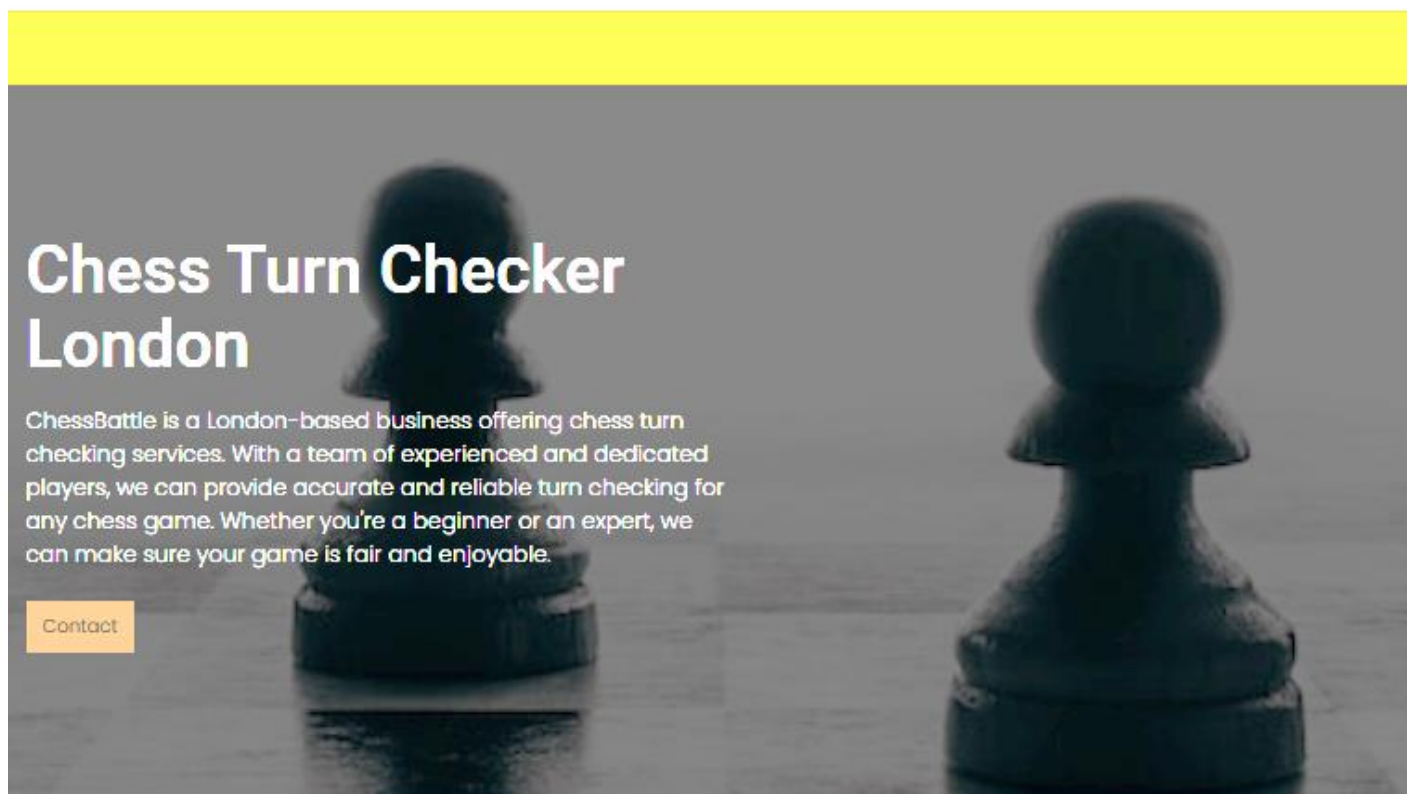 Chess Turn Checker
London
ChessBattle is a London-based business offering chess turn
checking services. With a team of experienced and dedicated
players, we can provide accurate and reliable turn checking for
any chess game. Whether you're a beginner or an expert, we
can make sure your game is fair and enjoyable.
Contact